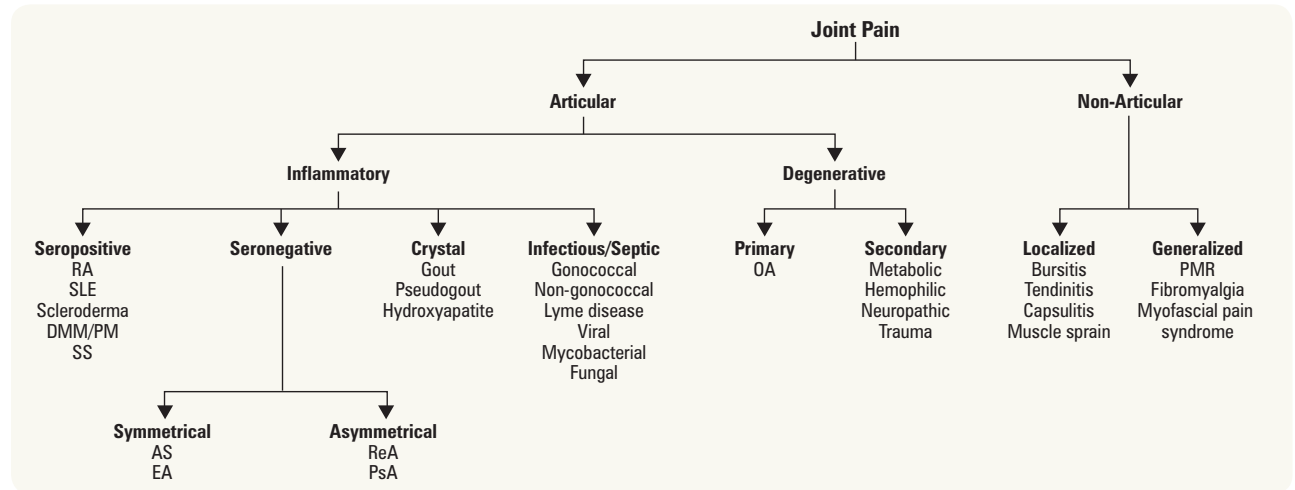 Joint Pain
Articular
Non-Articular
Inflammatory
Degenerative
Seropositive
RA
SLE
Scleroderma
DMM/PM
SS
Seronegative
Symmetrical
AS
EA
Asymmetrical
ReA
PsA
Crystal
Gout
Pseudogout
Hydroxyapatite
Infectious/Septic
Gonococcal
Non-gonococcal
Lyme disease
Viral
Mycobacterial
Fungal
Primary
OA
Secondary
Metabolic
Hemophilic
Neuropathic
Trauma
Localized
Bursitis
Tendinitis
Capsulitis
Muscle sprain
Generalized
PMR
Fibromyalgia
Myofascial pain
syndrome